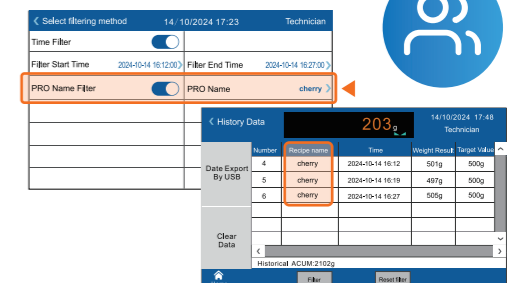 Select filtering method 14/10/2024 17:23 Technician
Time Filter
Filter Start Time 2024-10-14 16:12:00 Filter End Time 2024-10-14 16:27:00
PRO Name Filter PRO Name cherry
History Data 203g 14/10/2024 17:48
Technician
Number Recipe name Time Weight Result Target Value
4 cherry 2024-10-14 16:12 501g 500g
5 cherry 2024-10-14 16:19 497g 500g
6 cherry 2024-10-14 16:27 505g 500g
Date Export
By USB
Clear
Data
Historical ACUM:2102g
Filter Reset filter